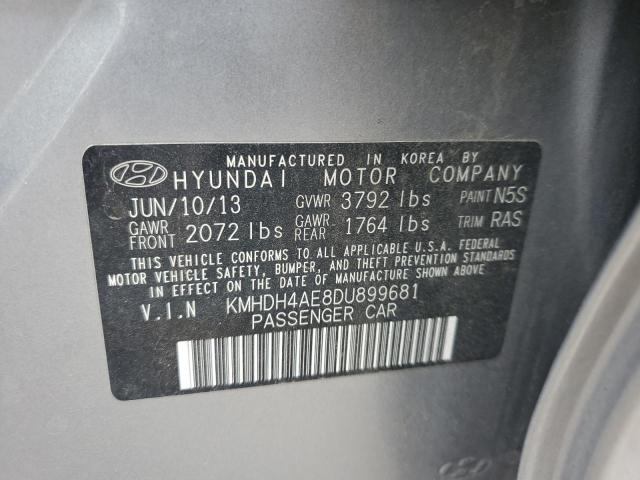 MANUFACTURED IN KOREA BY
HYUNDAI MOTOR COMPANY
JUN/10/13 GVWR 3792 lbs PAINT N5S
GAWR FRONT 2072 lbs GAWR REAR 1764 lbs TRIM RAS
THIS VEHICLE CONFORMS TO ALL APPLICABLE U.S.A. FEDERAL
MOTOR VEHICLE SAFETY, BUMPER, AND THEFT PREVENTION STANDARDS
IN EFFECT ON THE DATE OF MANUFACTURE SHOWN ABOVE.
V.I.N KMHDH4AE8DU899681
PASSENGER CAR